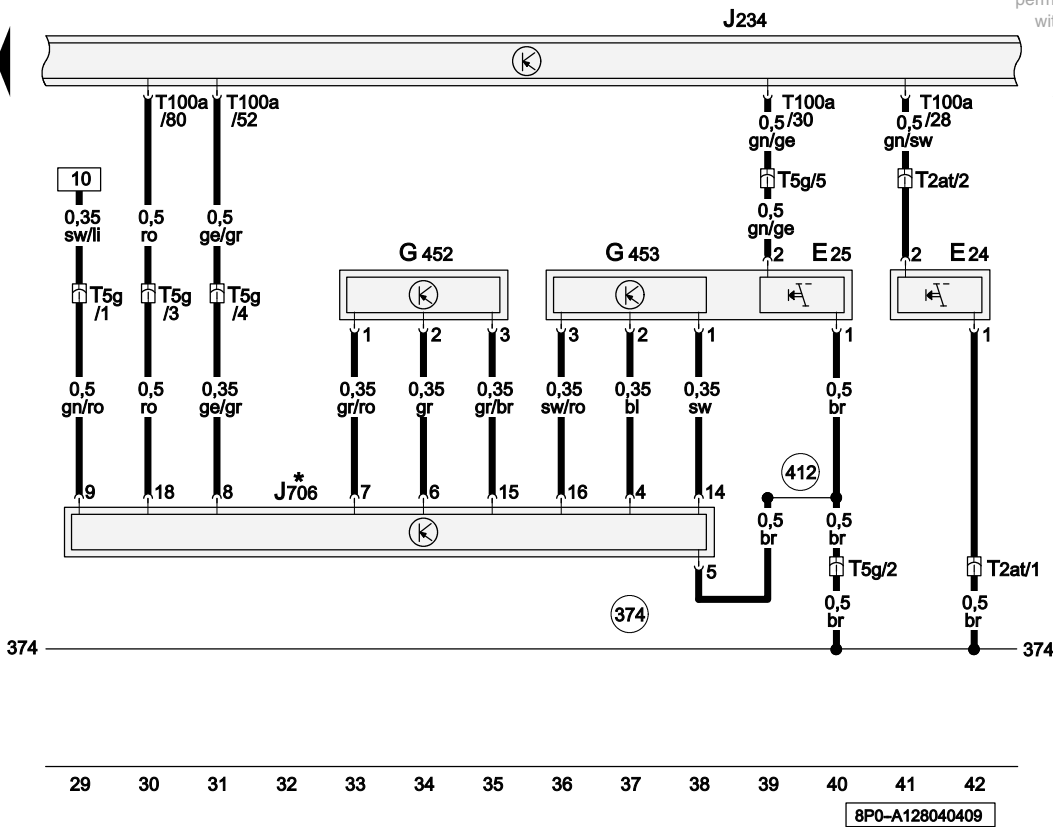 perm
wit
J234
T100a
/80
T100a
/52
T100a
/30
T100a
/28
0,5
gn/ge
0,5
gn/sw
10
T5g/5
T2at/2
0,35
sw/li
0,5
ro
0,5
ge/gr
0,5
gn/ge
G 452
G 453
2
E 25
2
E 24
T5g
/1
T5g
/3
T5g
/4
1
2
3
3
2
1
1
1
0,5
gn/ro
0,5
ro
0,35
ge/gr
0,35
gr/ro
0,35
gr
0,35
gr/br
0,35
sw/ro
0,35
bl
0,35
sw
0,5
br
412
9
18
8
J706
*
7
6
15
16
4
14
0,5
br
0,5
br
5
T5g/2
T2at/1
374
0,5
br
0,5
br
374
374
29 30 31 32 33 34 35 36 37 38 39 40 41 42
8P0–A128040409